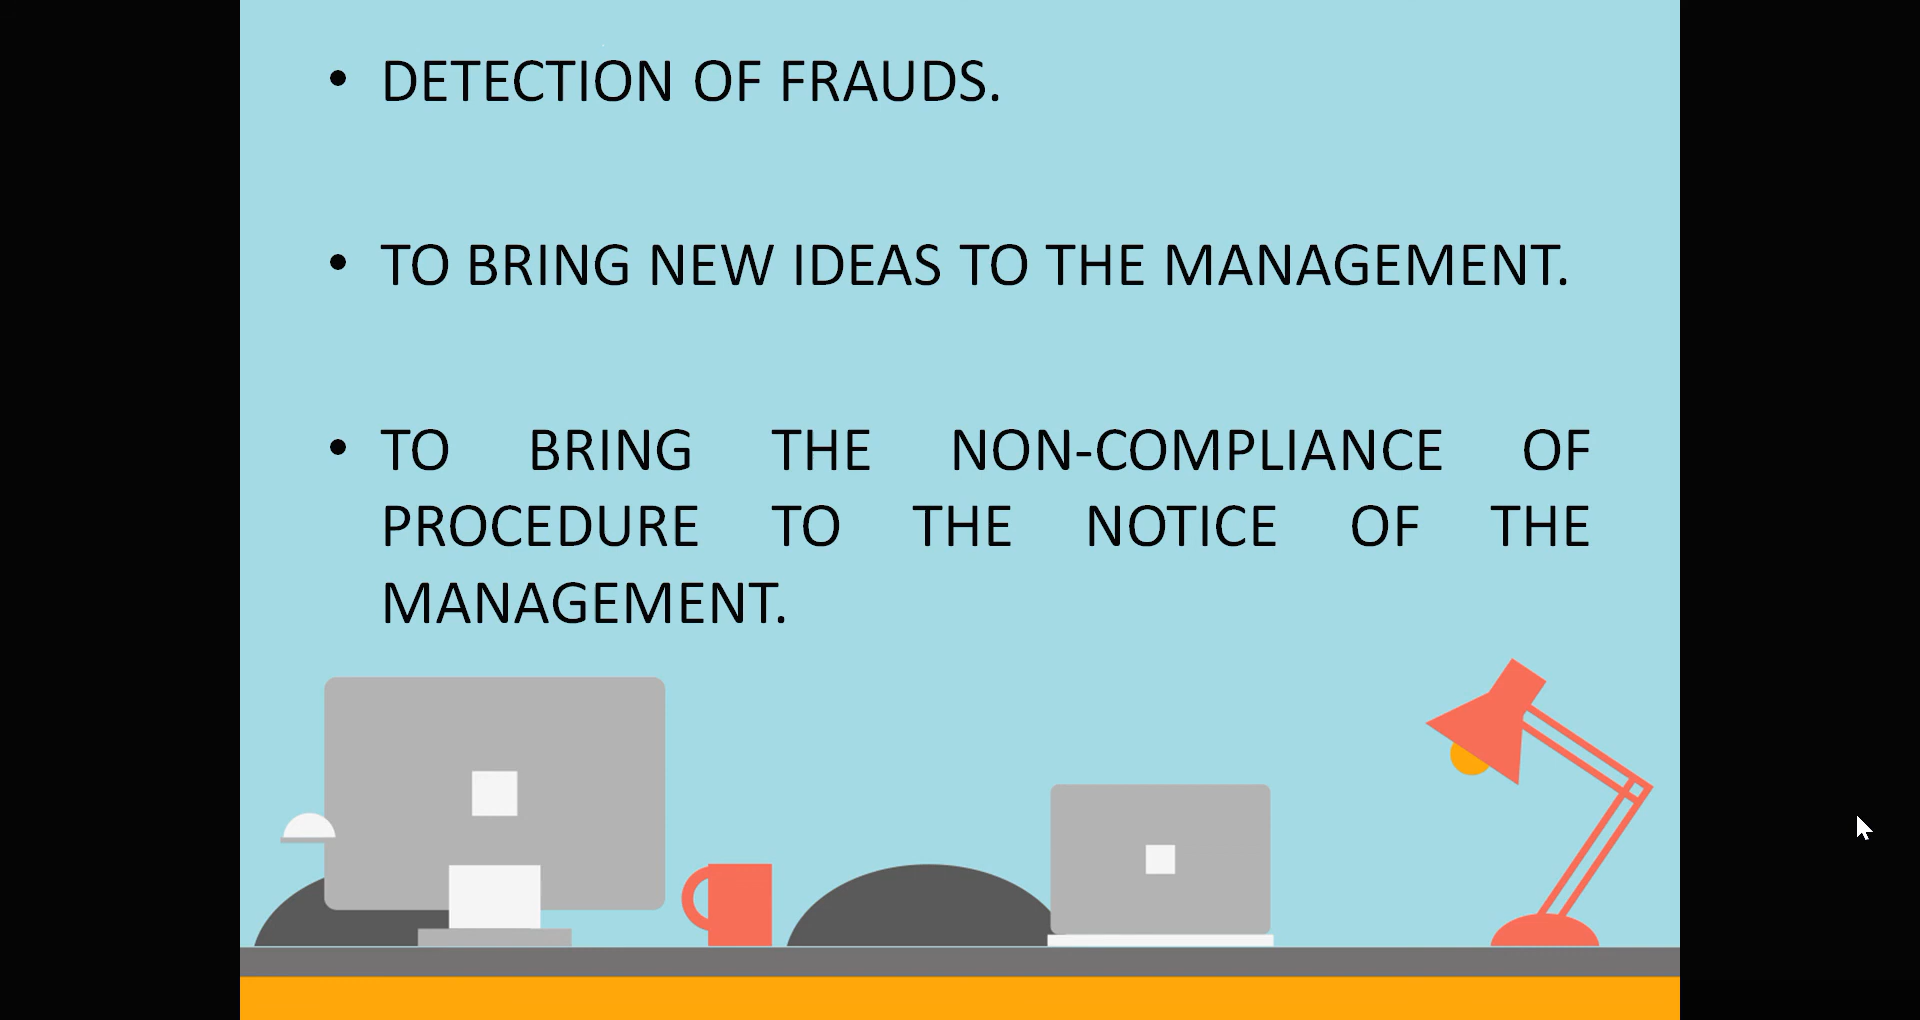 • DETECTION OF FRAUDS.
• TO BRING NEW IDEAS TO THE MANAGEMENT.
• TO BRING THE NON-COMPLIANCE OF
PROCEDURE TO THE NOTICE OF THE
MANAGEMENT.